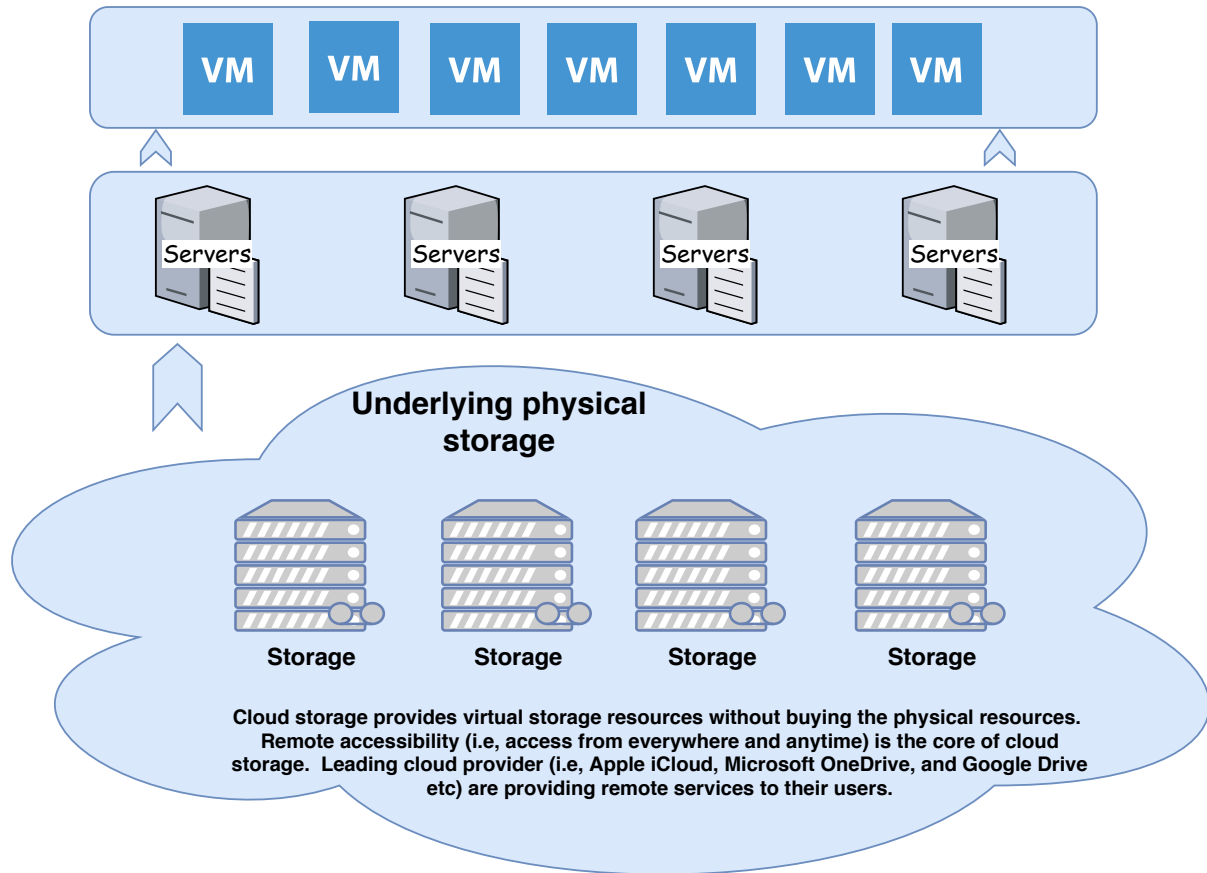 VM VM VM VM VM VM VM
Servers Servers Servers Servers
Underlying physical
storage
Storage Storage Storage Storage
Cloud storage provides virtual storage resources without buying the physical resources.
Remote accessibility (i.e, access from everywhere and anytime) is the core of cloud
storage.  Leading cloud provider (i.e, Apple iCloud, Microsoft OneDrive, and Google Drive
etc) are providing remote services to their users.